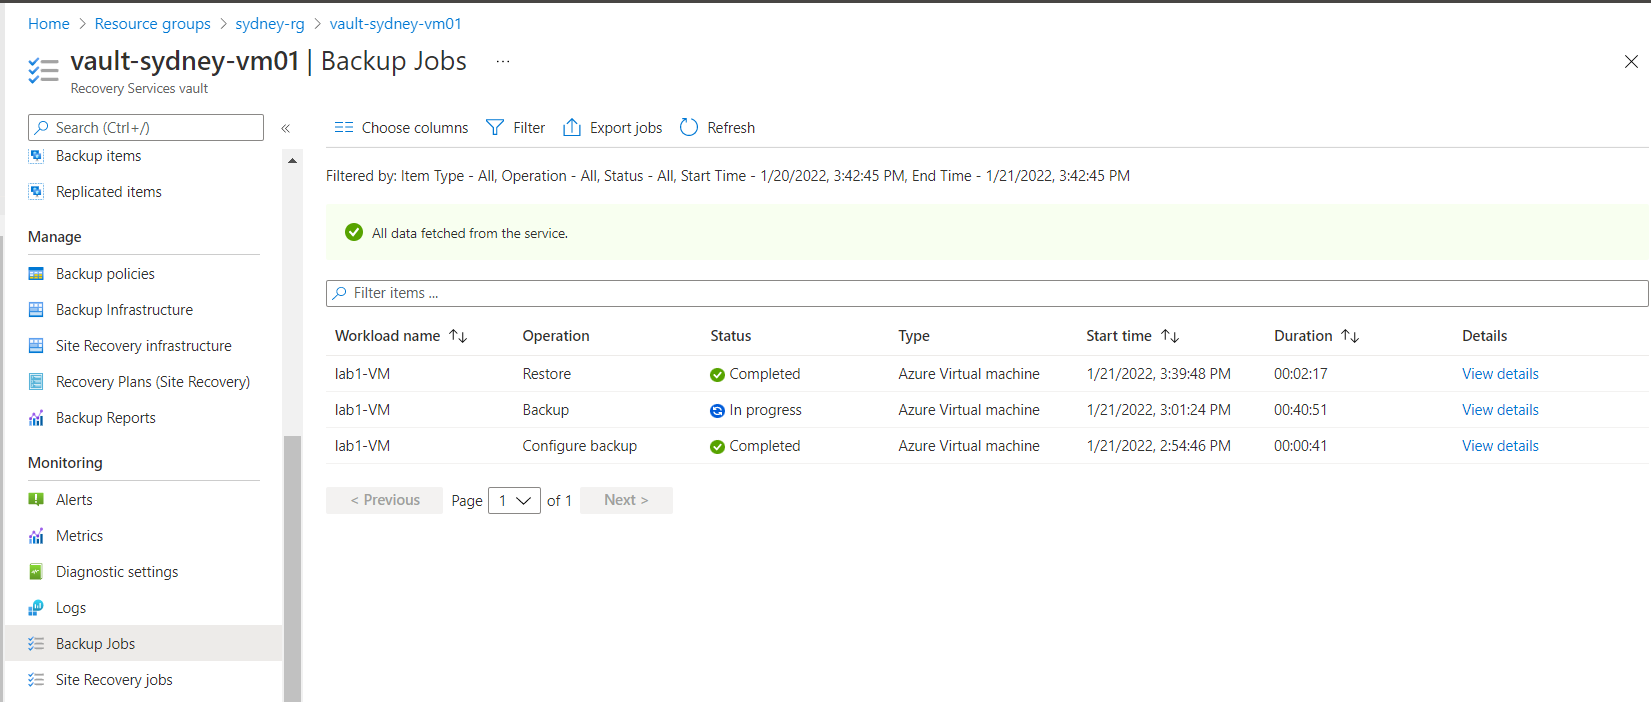 Home > Resource groups > sydney-rg > vault-sydney-vm01
vault-sydney-vm01 | Backup Jobs ...
Recovery Services vault
Search (Ctrl+/)
«
Backup items
Replicated items
Manage
Backup policies
Backup Infrastructure
Site Recovery infrastructure
Recovery Plans (Site Recovery)
Backup Reports
Monitoring
Alerts
Metrics
Diagnostic settings
Logs
Backup Jobs
Site Recovery jobs
Choose columns Filter Export jobs Refresh
Filtered by: Item Type - All, Operation - All, Status - All, Start Time - 1/20/2022, 3:42:45 PM, End Time - 1/21/2022, 3:42:45 PM
All data fetched from the service.
Filter items ...
Workload name ↑↓ Operation Status Type Start time ↑↓ Duration ↑↓ Details
lab1-VM Restore Completed Azure Virtual machine 1/21/2022, 3:39:48 PM 00:02:17 View details
lab1-VM Backup In progress Azure Virtual machine 1/21/2022, 3:01:24 PM 00:40:51 View details
lab1-VM Configure backup Completed Azure Virtual machine 1/21/2022, 2:54:46 PM 00:00:41 View details
< Previous Page 1 of 1 Next >